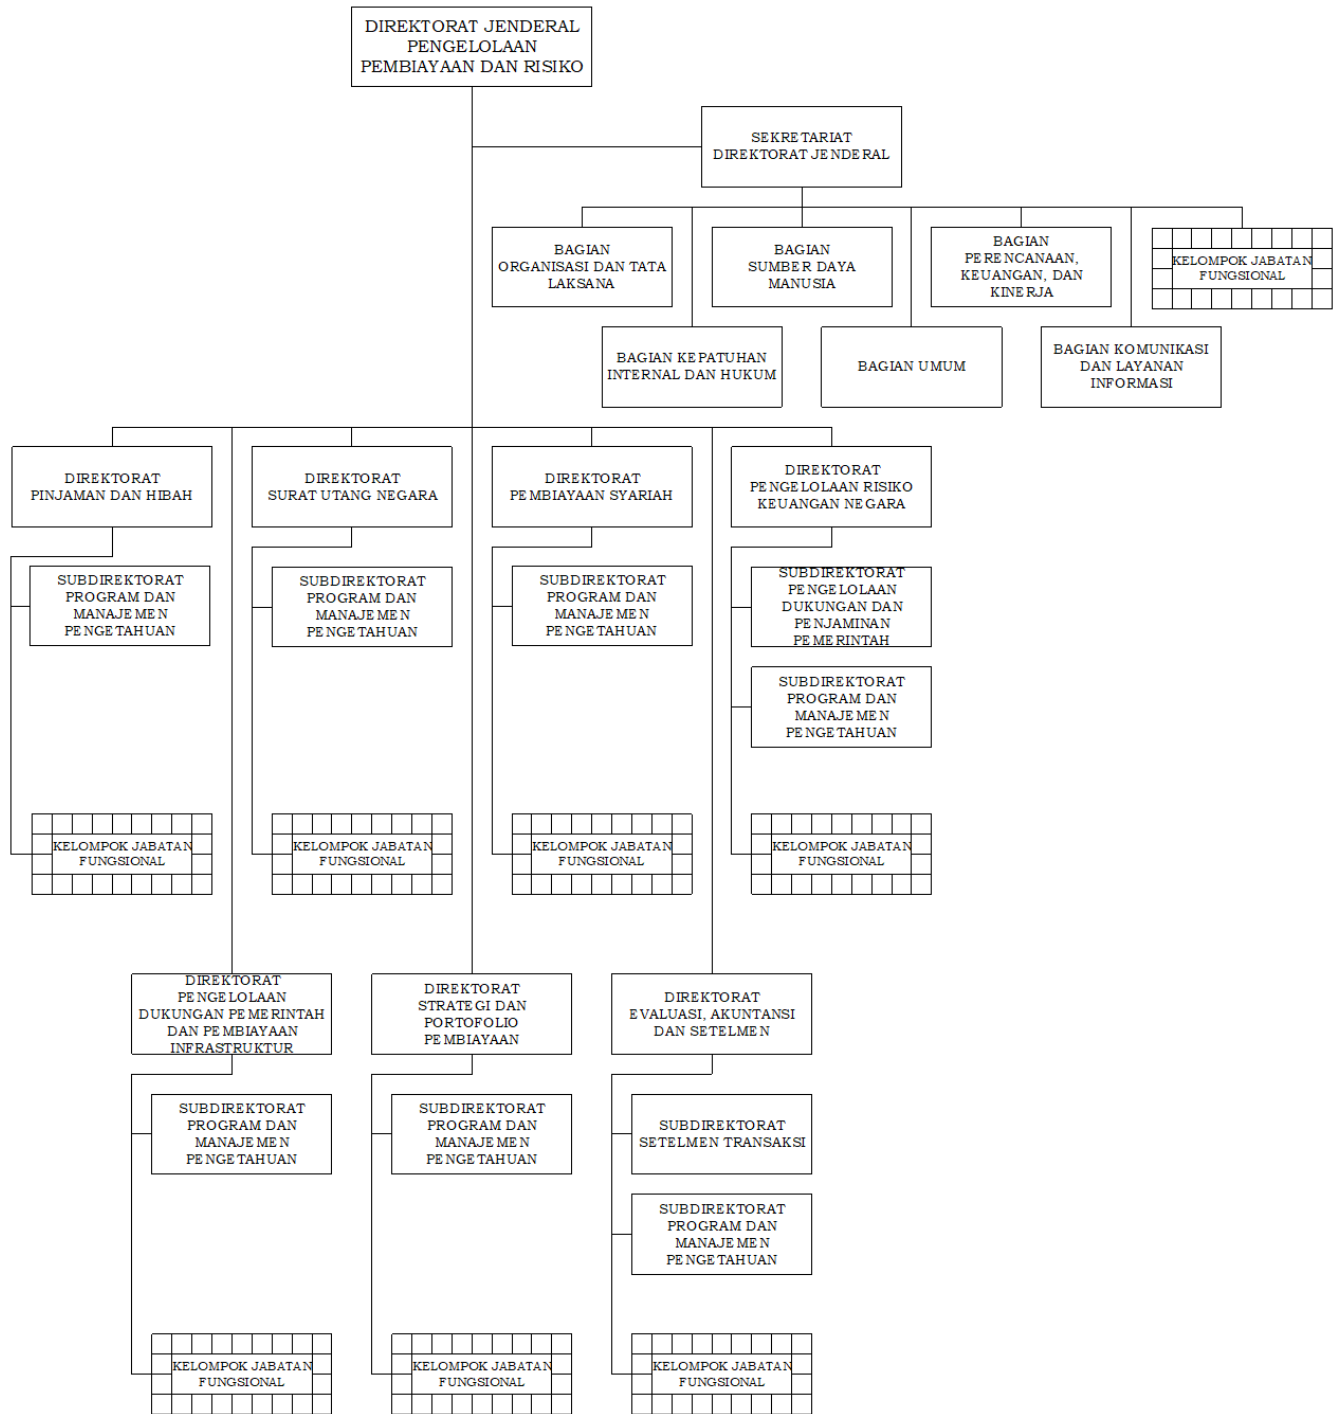 DIREKTORAT JENDERAL
PENGELOLAAN
PEMBIAYAAN DAN RISIKO
SEKRETARIAT
DIREKTORAT JENDERAL
BAGIAN
ORGANISASI DAN TATA
LAKSANA
BAGIAN
SUMBER DAYA
MANUSIA
BAGIAN
PERENCANAAN,
KEUANGAN, DAN
KINERJA
KELOMPOK JABATAN
FUNGSIONAL
BAGIAN KEPATUHAN
INTERNAL DAN HUKUM
BAGIAN UMUM
BAGIAN KOMUNIKASI
DAN LAYANAN
INFORMASI
DIREKTORAT
PINJAMAN DAN HIBAH
DIREKTORAT
SURAT UTANG NEGARA
DIREKTORAT
PEMBIAYAAN SYARIAH
DIREKTORAT
PENGELOLAAN RISIKO
KEUANGAN NEGARA
SUBDIREKTORAT
PROGRAM DAN
MANAJEMEN
PENGETAHUAN
SUBDIREKTORAT
PROGRAM DAN
MANAJEMEN
PENGETAHUAN
SUBDIREKTORAT
PROGRAM DAN
MANAJEMEN
PENGETAHUAN
SUBDIREKTORAT
PENGELOLAAN
DUKUNGAN DAN
PENJAMINAN
PEMERINTAH
SUBDIREKTORAT
PROGRAM DAN
MANAJEMEN
PENGETAHUAN
KELOMPOK JABATAN
FUNGSIONAL
KELOMPOK JABATAN
FUNGSIONAL
KELOMPOK JABATAN
FUNGSIONAL
KELOMPOK JABATAN
FUNGSIONAL
DIREKTORAT
PENGELOLAAN
DUKUNGAN PEMERINTAH
DAN PEMBIAYAAN
INFRASTRUKTUR
DIREKTORAT
STRATEGI DAN
PORTOFOLIO
PEMBIAYAAN
DIREKTORAT
EVALUASI, AKUNTANSI
DAN SETELMEN
SUBDIREKTORAT
PROGRAM DAN
MANAJEMEN
PENGETAHUAN
SUBDIREKTORAT
PROGRAM DAN
MANAJEMEN
PENGETAHUAN
SUBDIREKTORAT
SETELMEN TRANSAKSI
SUBDIREKTORAT
PROGRAM DAN
MANAJEMEN
PENGETAHUAN
KELOMPOK JABATAN
FUNGSIONAL
KELOMPOK JABATAN
FUNGSIONAL
KELOMPOK JABATAN
FUNGSIONAL